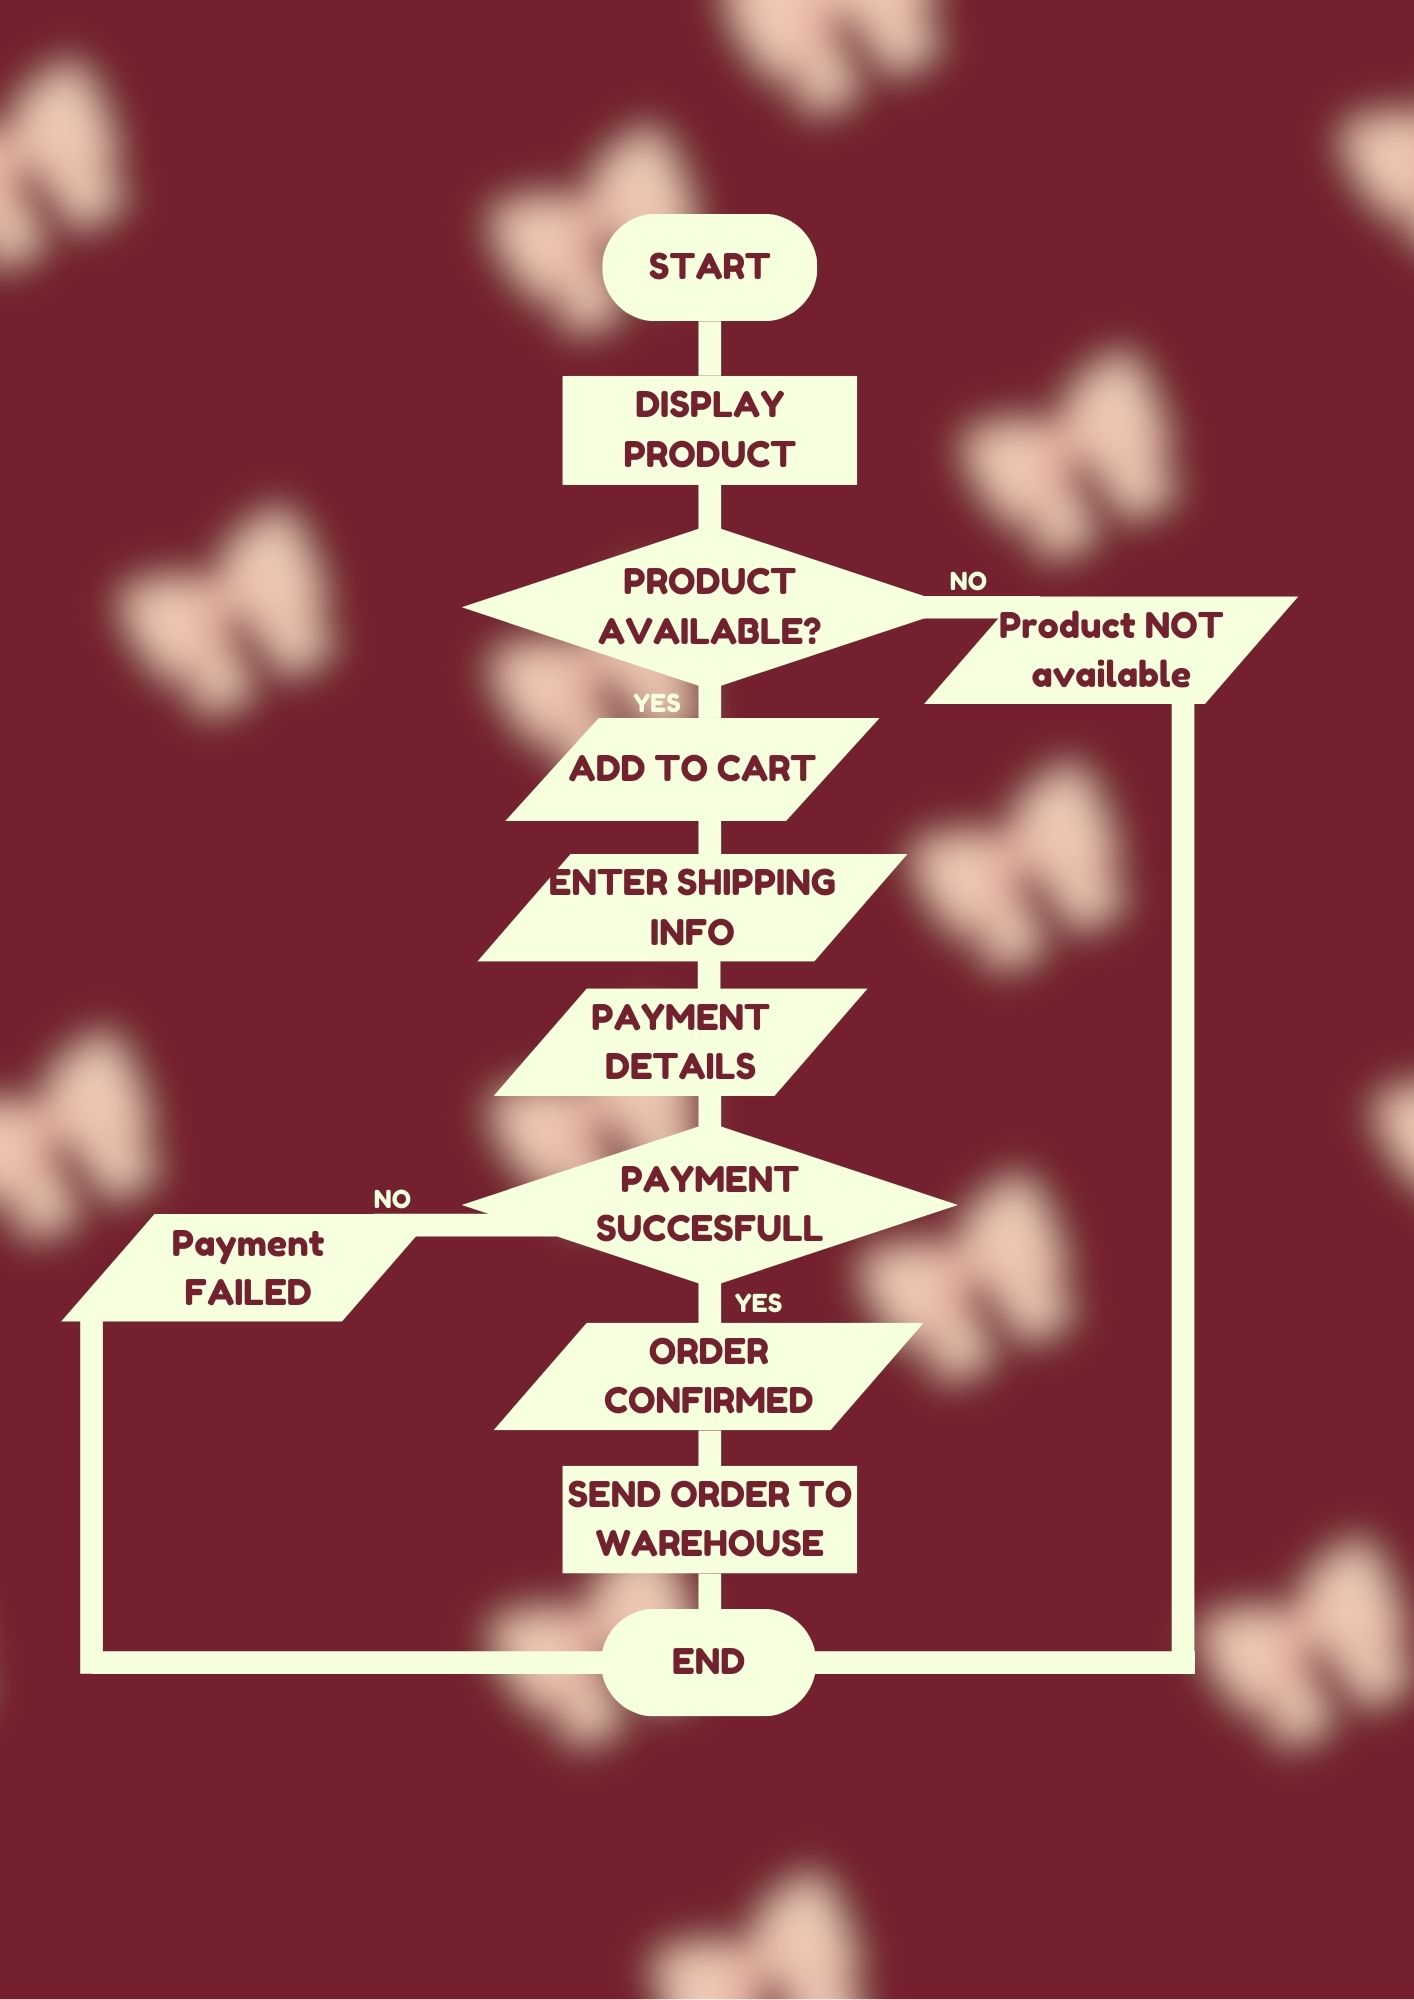 START
DISPLAY
PRODUCT
PRODUCT
AVAILABLE?
NO
Product NOT
available
YES
ADD TO CART
ENTER SHIPPING
INFO
PAYMENT
DETAILS
PAYMENT
SUCCESFULL
NO
Payment
FAILED
YES
ORDER
CONFIRMED
SEND ORDER TO
WAREHOUSE
END